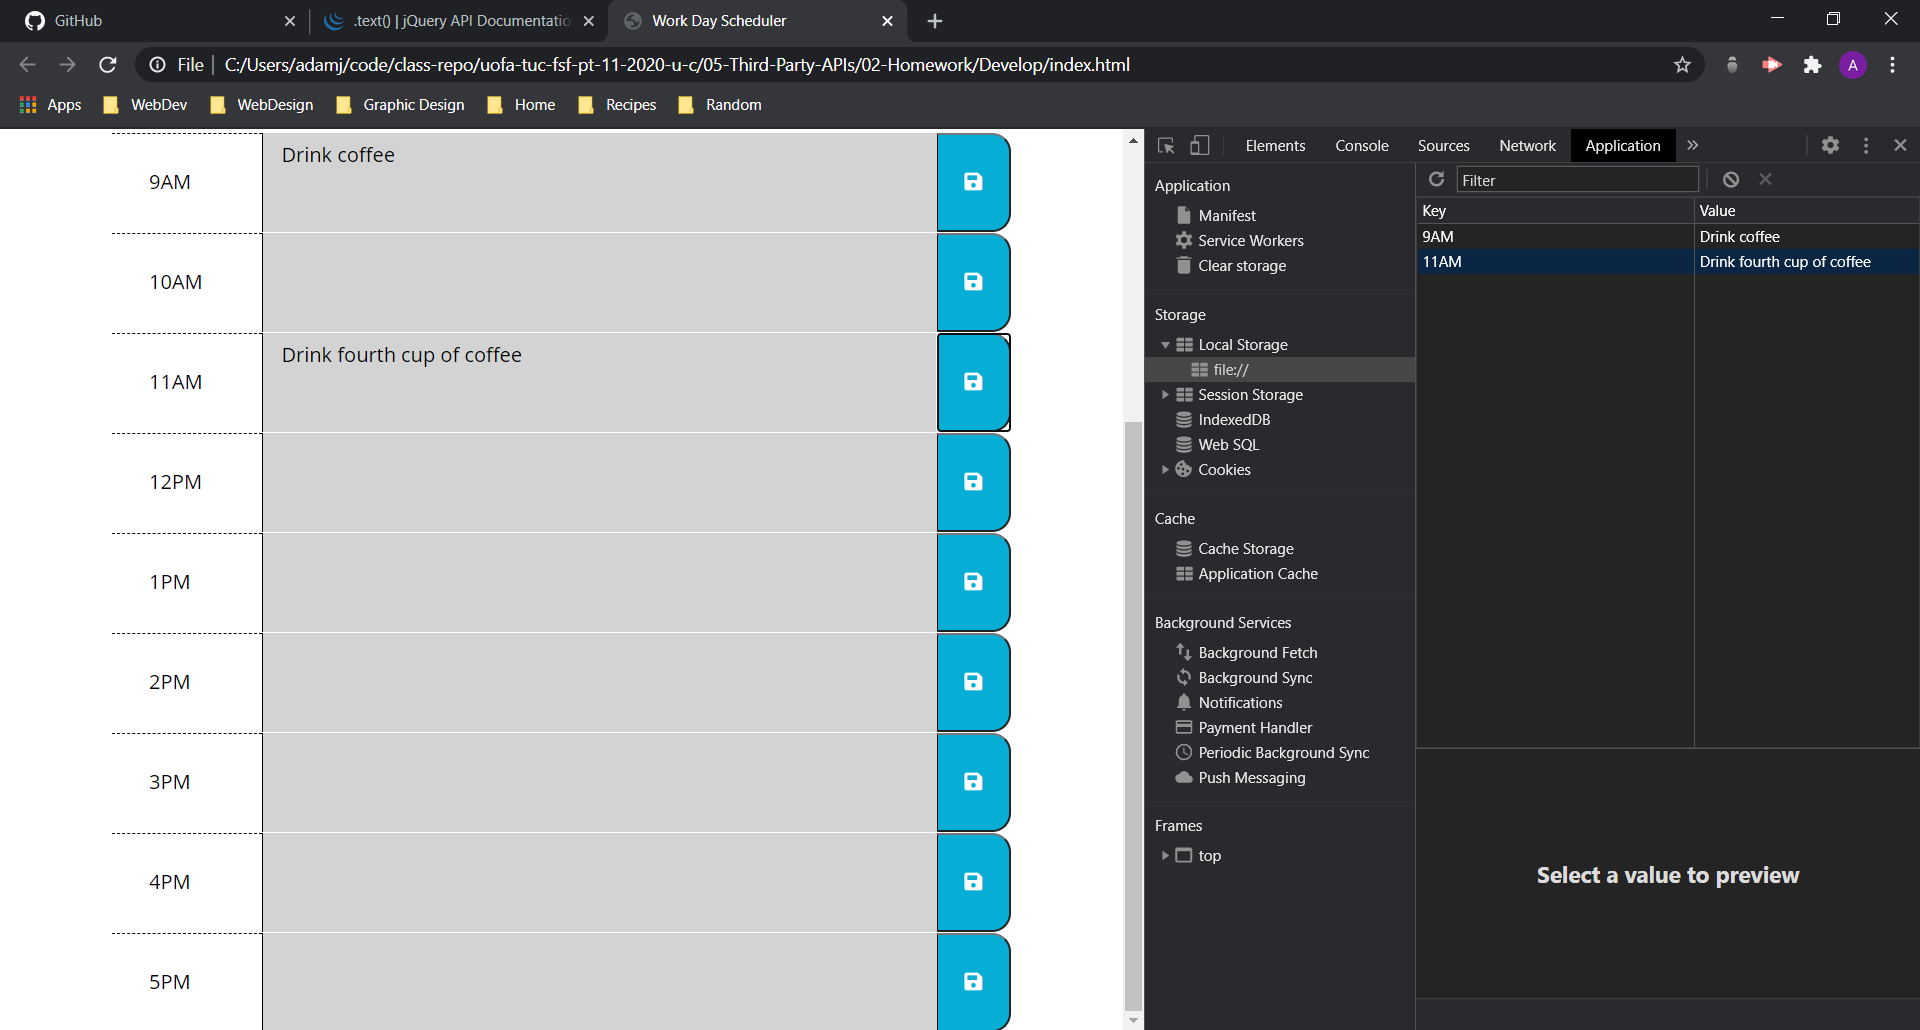 GitHub
.text() | jQuery API Documentatio
Work Day Scheduler
File
C:/Users/adamj/code/class-repo/uofa-tuc-fsf-pt-11-2020-u-c/05-Third-Party-APIs/02-Homework/Develop/index.html
A
Apps
WebDev
WebDesign
Graphic Design
Home
Recipes
Random
9AM
Drink coffee
10AM
11AM
Drink fourth cup of coffee
12PM
1PM
2PM
3PM
4PM
5PM
Elements
Console
Sources
Network
Application
»
Application
Manifest
Service Workers
Clear storage
Storage
Local Storage
file://
Session Storage
IndexedDB
Web SQL
Cookies
Cache
Cache Storage
Application Cache
Background Services
Background Fetch
Background Sync
Notifications
Payment Handler
Periodic Background Sync
Push Messaging
Frames
top
Filter
Key
Value
9AM
Drink coffee
11AM
Drink fourth cup of coffee
Select a value to preview